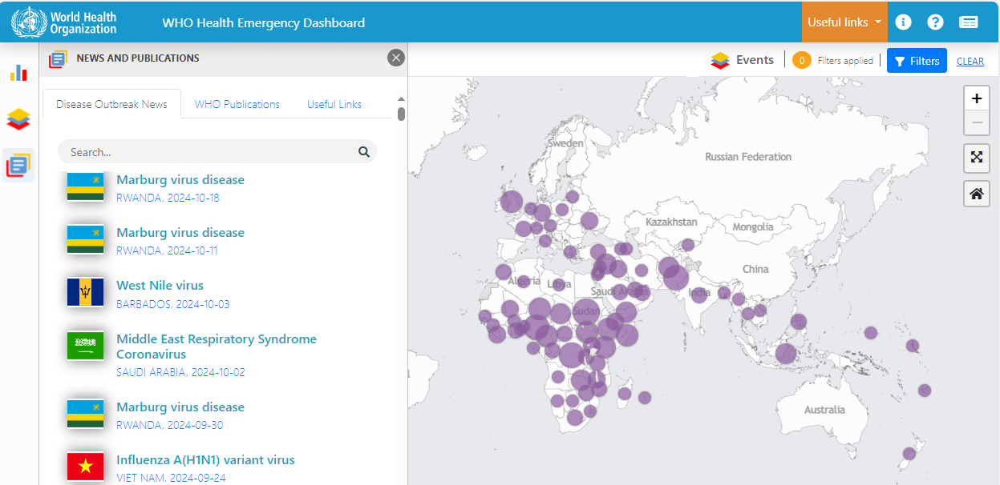 World Health
Organization
WHO Health Emergency Dashboard
Useful links
NEWS AND PUBLICATIONS
Events
0
Filters applied
Filters
CLEAR
Disease Outbreak News
WHO Publications
Useful Links
Search...
Marburg virus disease
RWANDA, 2024-10-18
Marburg virus disease
RWANDA, 2024-10-11
West Nile virus
BARBADOS, 2024-10-03
Middle East Respiratory Syndrome
Coronavirus
SAUDI ARABIA, 2024-10-02
Marburg virus disease
RWANDA, 2024-09-30
Influenza A(H1N1) variant virus
VIET NAM, 2024-09-24
+
−
Sweden
Russian Federation
Kazakhstan
Mongolia
China
Algeria
Libya
Saudi Arabia
India
Sudan
Australia